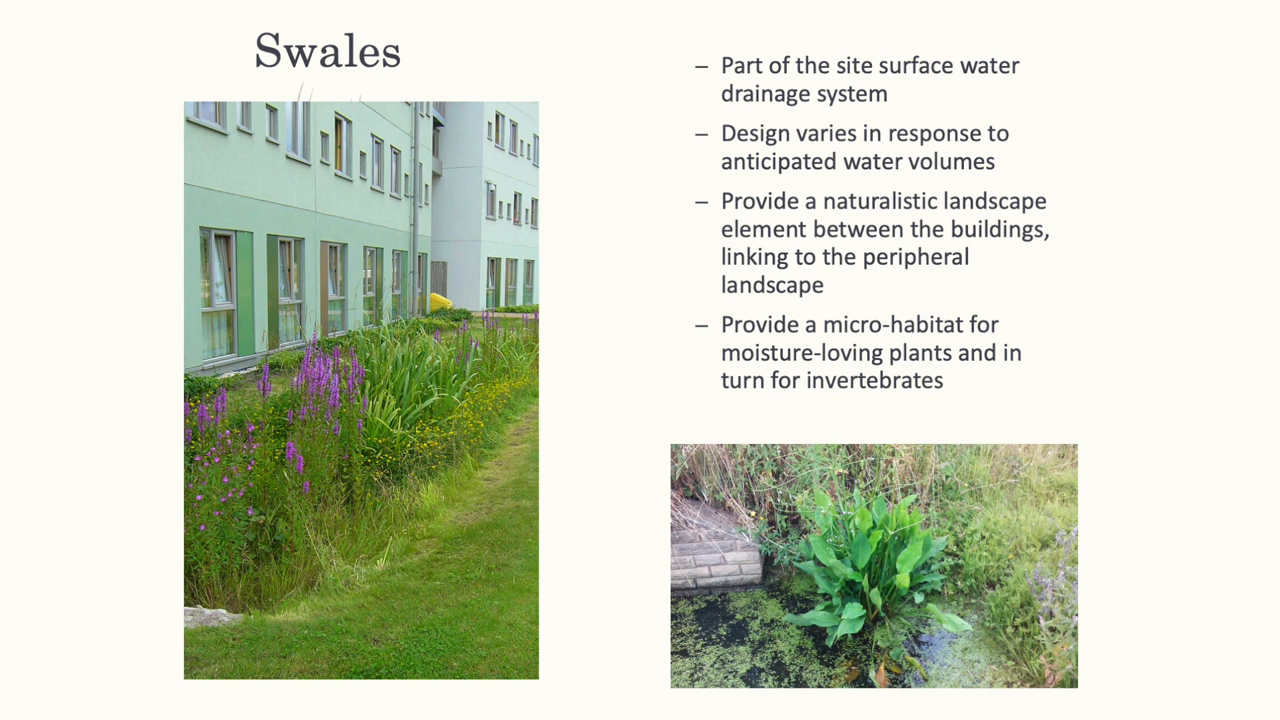 Swales
– Part of the site surface water
drainage system
– Design varies in response to
anticipated water volumes
– Provide a naturalistic landscape
element between the buildings,
linking to the peripheral
landscape
– Provide a micro-habitat for
moisture-loving plants and in
turn for invertebrates